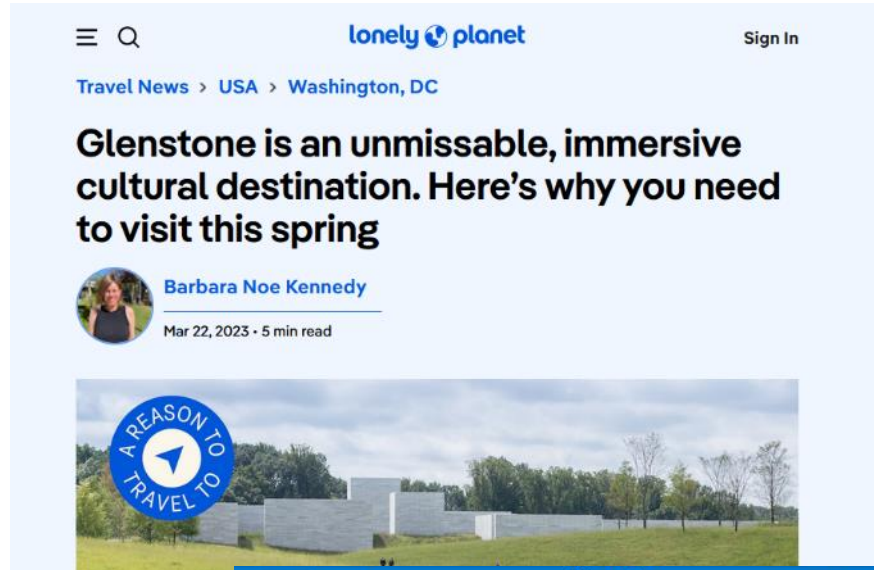 lonely planet
Sign In
Travel News > USA > Washington, DC
Glenstone is an unmissable, immersive
cultural destination. Here's why you need
to visit this spring
Barbara Noe Kennedy
Mar 22, 2023 • 5 min read
A REASON TO
TRAVEL TO